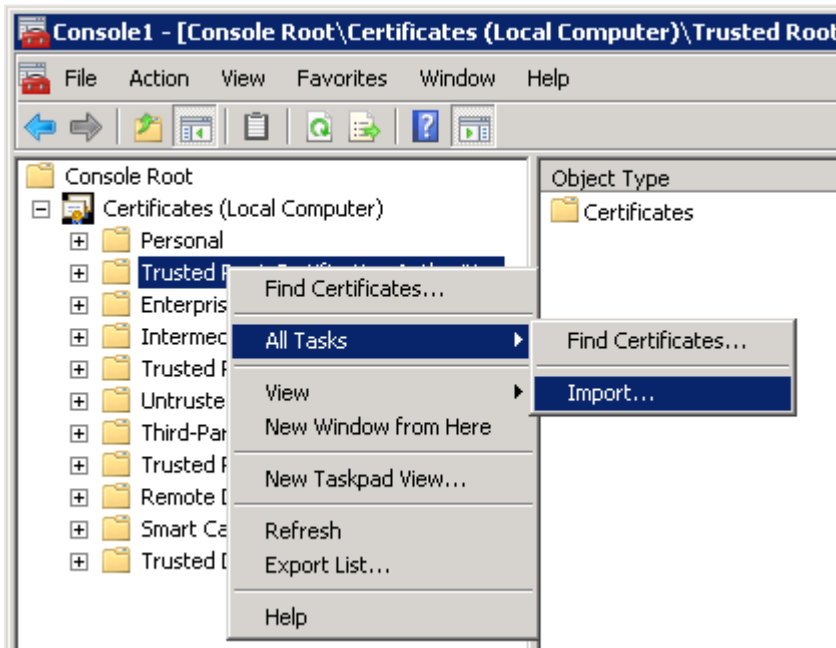 Console1 - [Console Root\Certificates (Local Computer)\Trusted Root
File Action View Favorites Window Help
Console Root
Certificates (Local Computer)
Personal
Trusted
Enterpris
Intermed
Trusted
Untruste
Third-Par
Trusted
Remote
Smart Ca
Trusted
Find Certificates...
All Tasks
View
New Window from Here
New Taskpad View...
Refresh
Export List...
Help
Find Certificates...
Import...
Object Type
Certificates